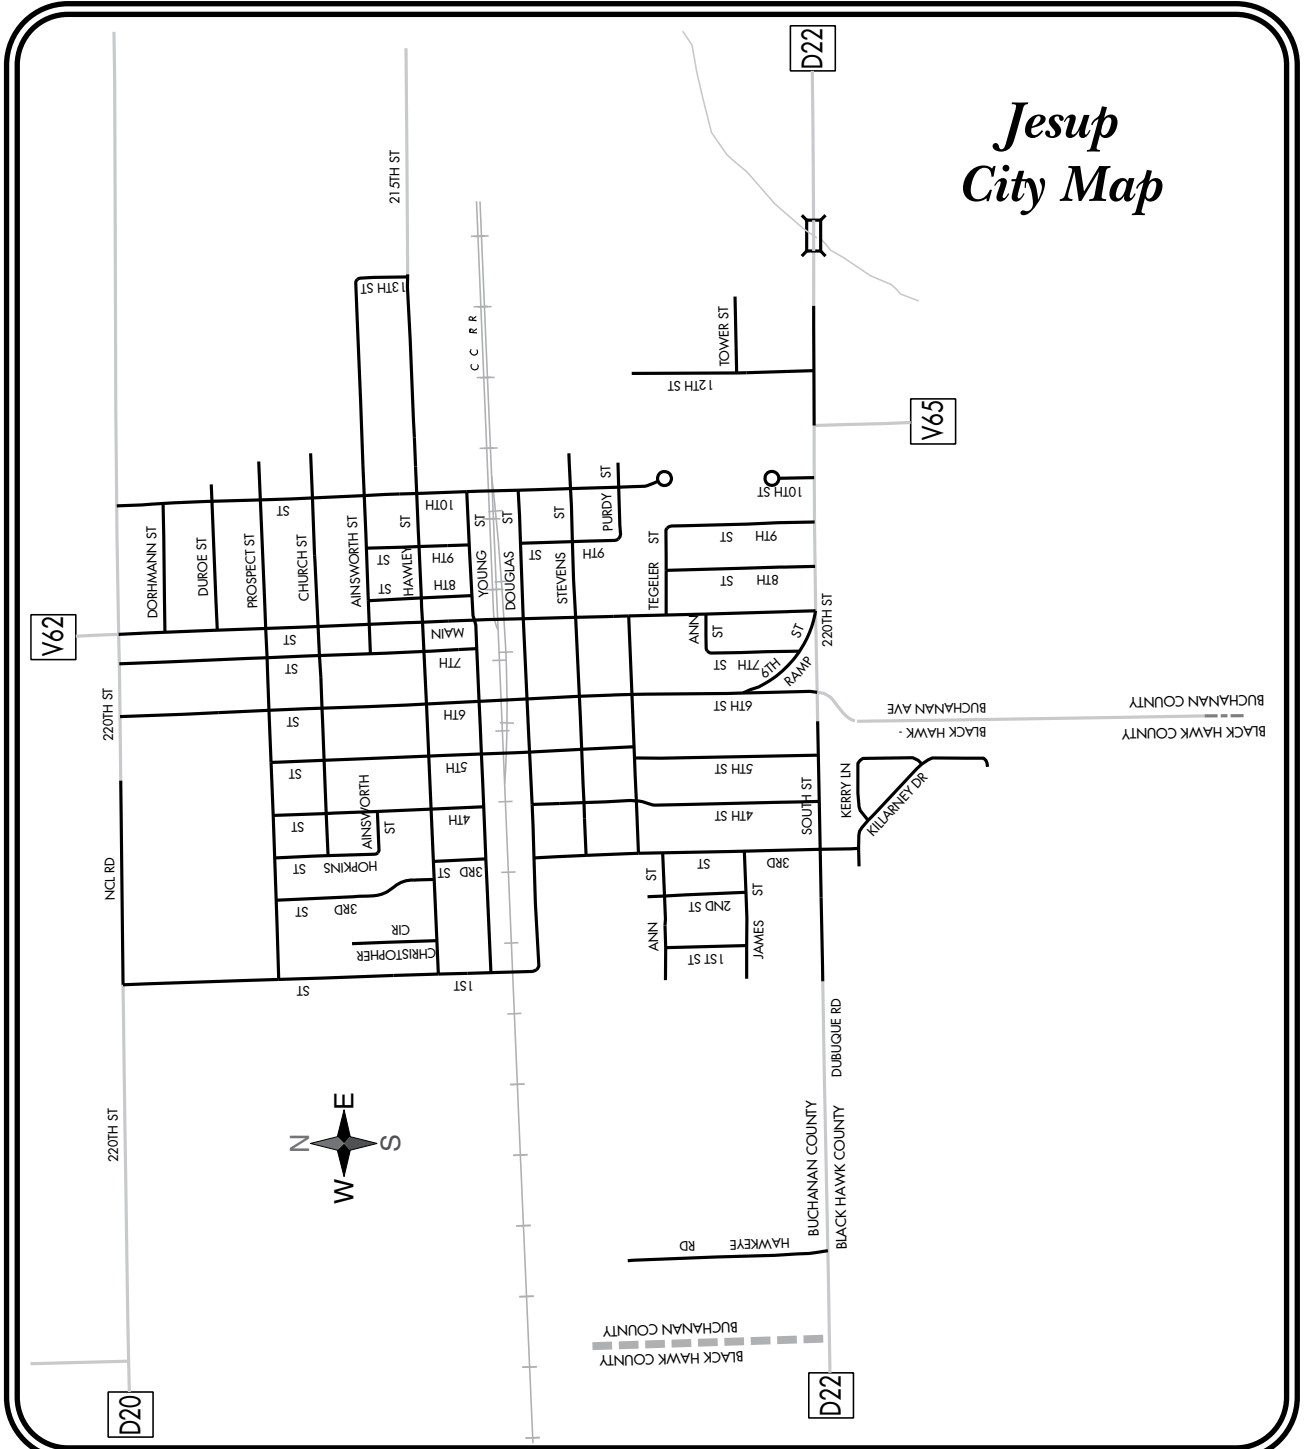 Jesup
City Map
D22
215TH ST
13TH ST
C C R R
TOWER ST
12TH ST
V65
10TH ST
ST
10TH
ST
PURDY
ST
DORHMANN ST
DUROE ST
PROSPECT ST
CHURCH ST
AINSWORTH ST
HAWLEY
ST
YOUNG
ST
DOUGLAS
ST
STEVENS
ST
9TH
ST
9TH
ST
8TH
ST
TEGELER
ST
9TH
ST
8TH
ST
V62
ST
MAIN
ANN
ST
220TH ST
7TH
ST
6TH
ST
RAMP
ST
7TH
220TH ST
ST
6TH
6TH ST
BUCHANAN AVE
BLACK HAWK -
BUCHANAN COUNTY
BLACK HAWK COUNTY
ST
5TH
5TH ST
SOUTH ST
KERRY LN
KILLARNEY DR
AINSWORTH
ST
ST
4TH
4TH ST
NCL RD
HOPKINS
ST
3RD ST
3RD
ST
3RD
ST
ANN
ST
2ND ST
JAMES
ST
CHRISTOPHER
CIR
1ST ST
1ST
ST
DUBUQUE RD
220TH ST
N
E
S
W
BUCHANAN COUNTY
BLACK HAWK COUNTY
HAWKEYE
RD
BUCHANAN COUNTY
BLACK HAWK COUNTY
D20
D22